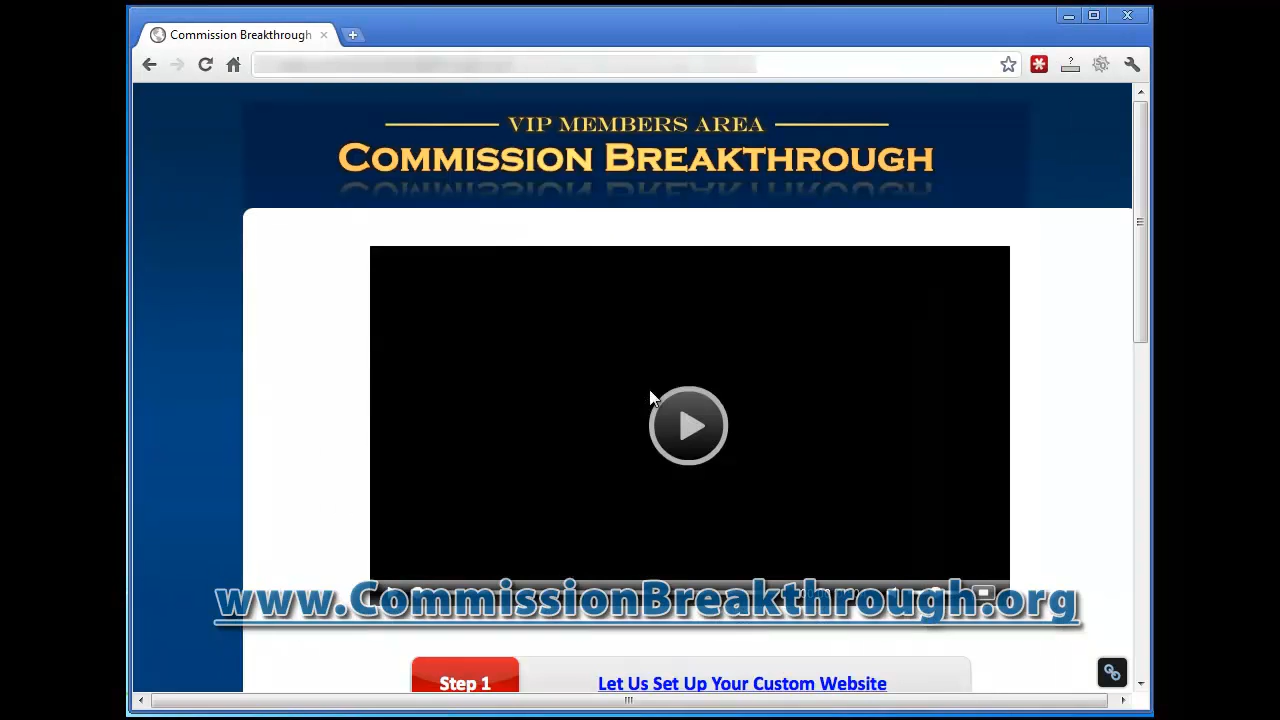 Commission Breakthrough
VIP MEMBERS AREA
COMMISSION BREAKTHROUGH
www.CommissionBreakthrough.org
Step 1
Let Us Set Up Your Custom Website